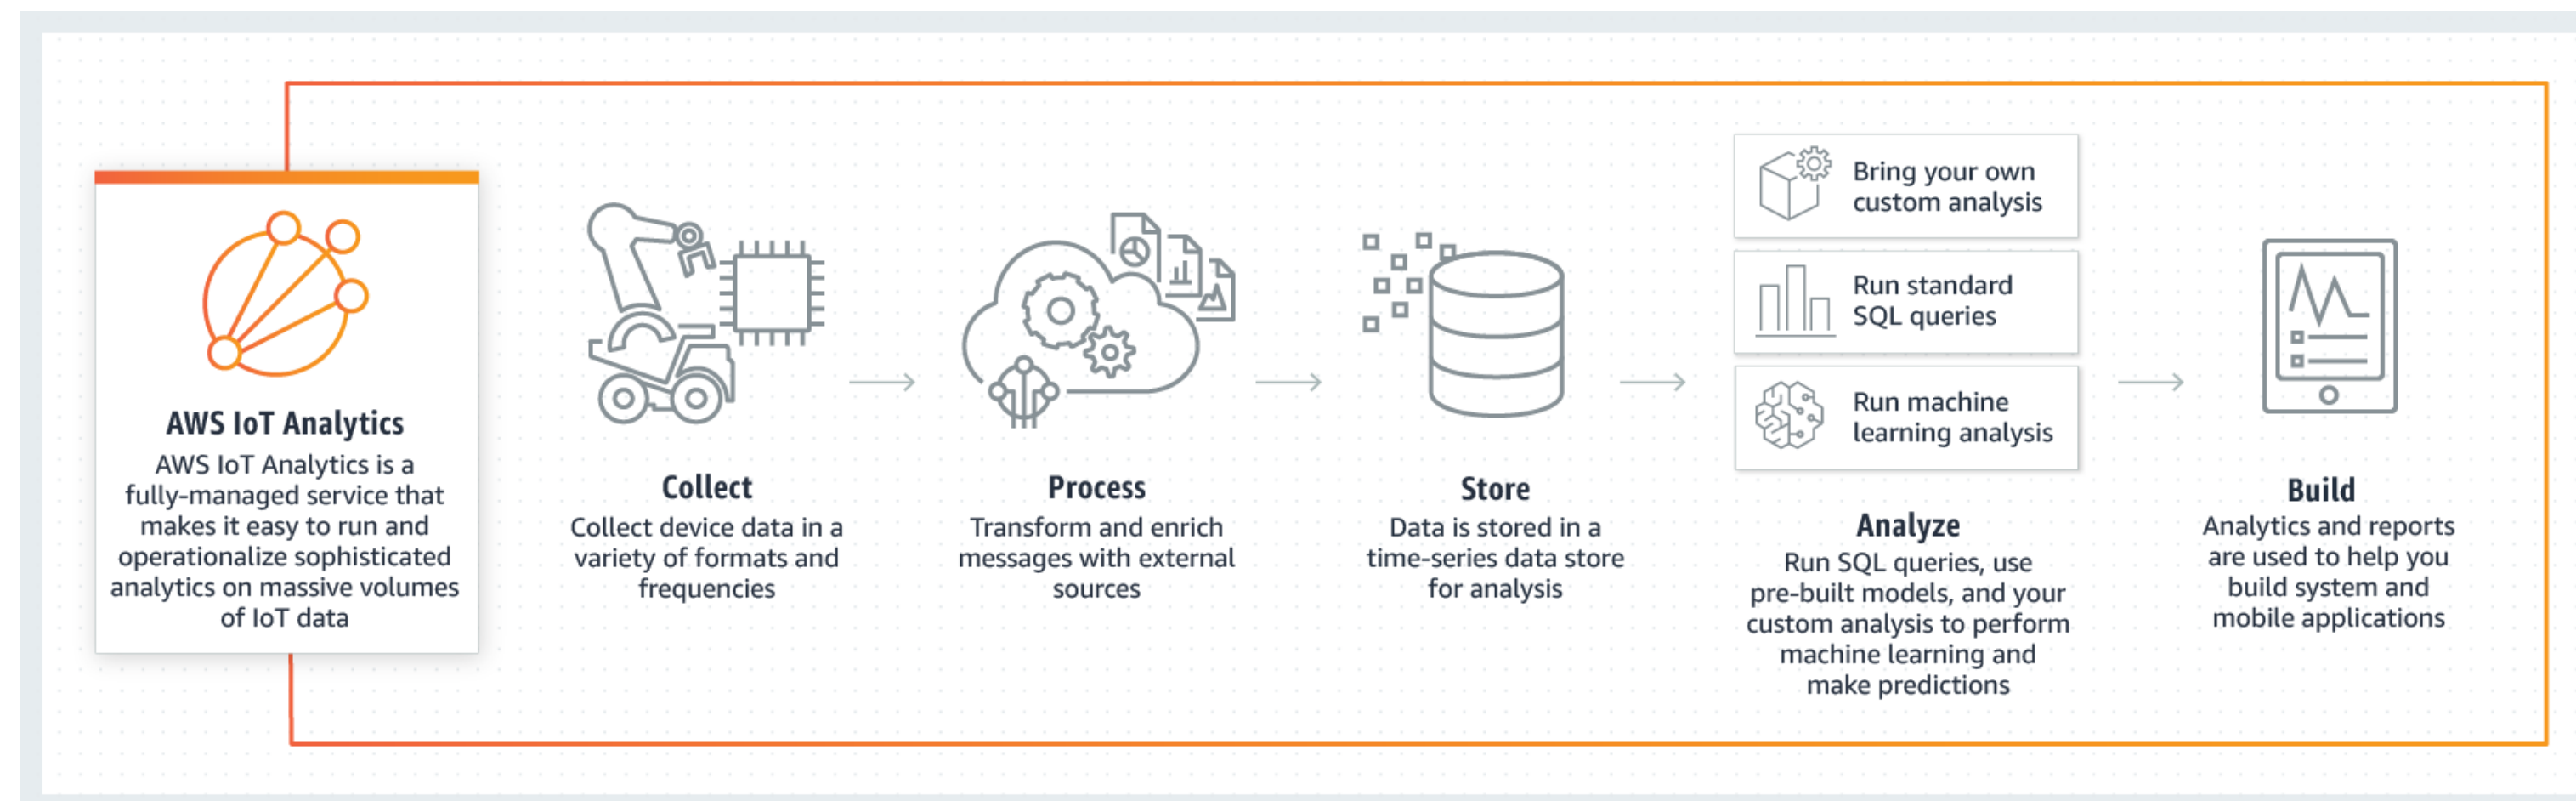 AWS IoT Analytics
AWS IoT Analytics is a
fully-managed service that
makes it easy to run and
operationalize sophisticated
analytics on massive volumes
of IoT data
Collect
Collect device data in a
variety of formats and
frequencies
Process
Transform and enrich
messages with external
sources
Store
Data is stored in a
time-series data store
for analysis
Bring your own
custom analysis
Run standard
SQL queries
Run machine
learning analysis
Analyze
Run SQL queries, use
pre-built models, and your
custom analysis to perform
machine learning and
make predictions
Build
Analytics and reports
are used to help you
build system and
mobile applications